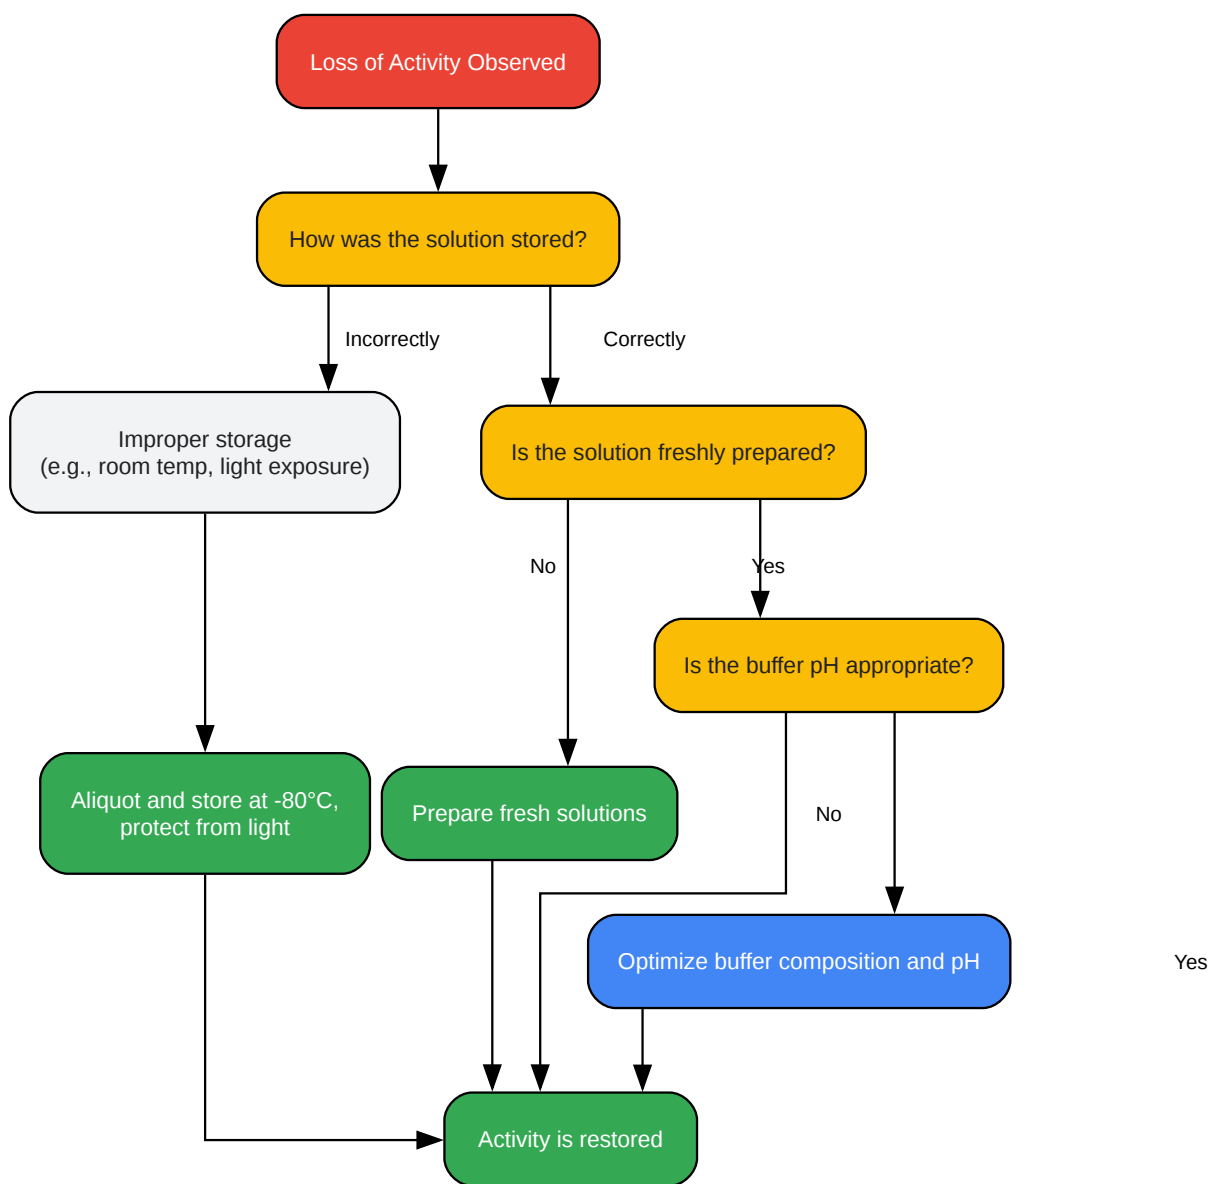 Loss of Activity Observed
How was the solution stored?
Incorrectly
Correctly
Improper storage
(e.g., room temp, light exposure)
Is the solution freshly prepared?
No
Yes
Is the buffer pH appropriate?
Aliquot and store at -80°C,
protect from light
Prepare fresh solutions
No
Optimize buffer composition and pH
Yes
Activity is restored